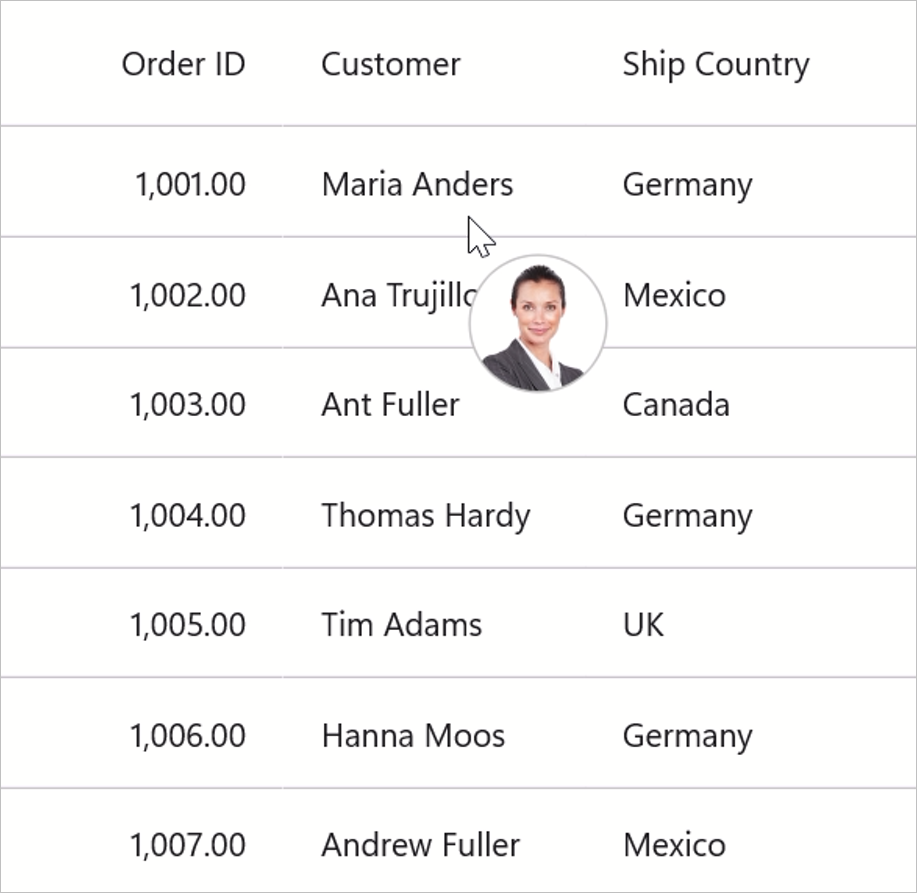 Order ID Customer Ship Country
1,001.00 Maria Anders Germany
1,002.00 Ana Trujillo Mexico
1,003.00 Ant Fuller Canada
1,004.00 Thomas Hardy Germany
1,005.00 Tim Adams UK
1,006.00 Hanna Moos Germany
1,007.00 Andrew Fuller Mexico